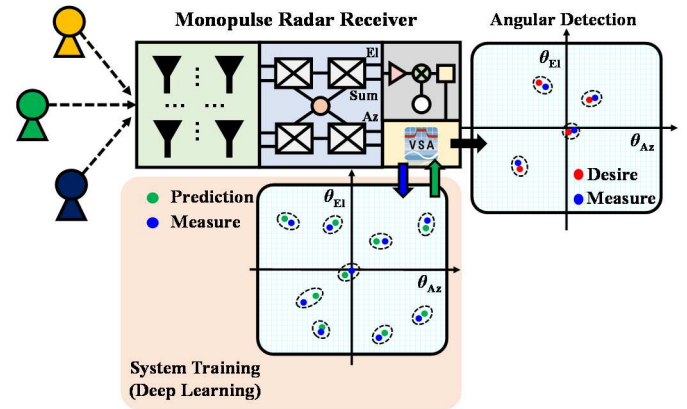 Monopulse Radar Receiver
Angular Detection
El
Sum
Az
VSA
θEl
θAz
Desire
Measure
Prediction
Measure
θEl
θAz
System Training
(Deep Learning)